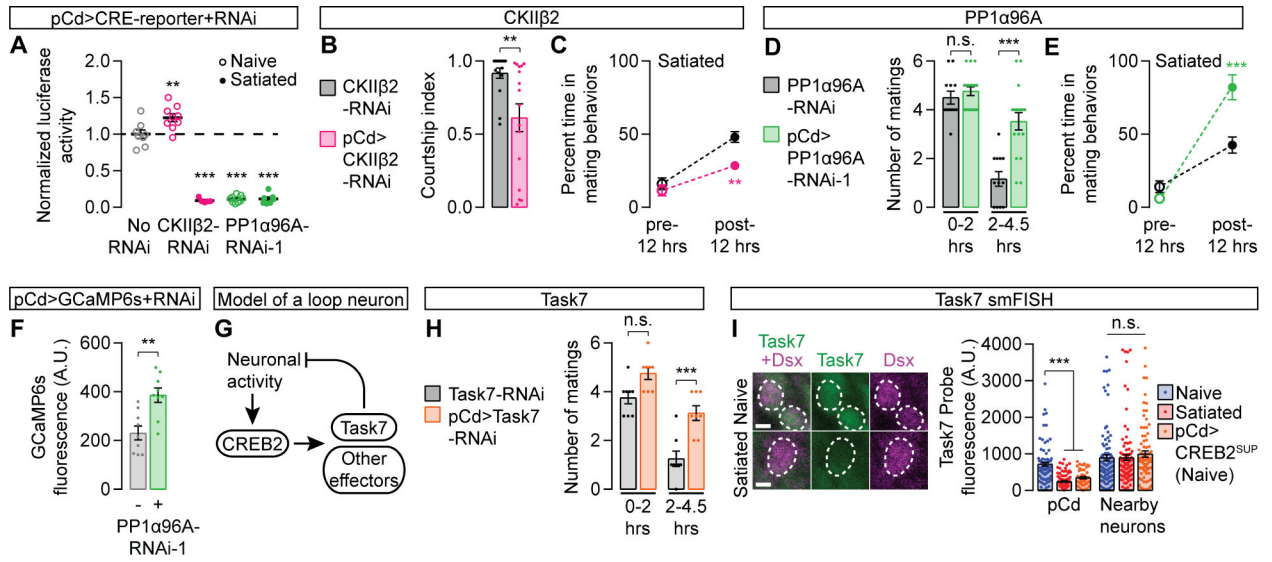 pCd>CRE-reporter+RNAi
CKIIβ2
PP1α96A
A
Normalized luciferase
activity
2.0
1.5
1.0
0.5
0.0
Naive
Satiated
**
***
***
***
No
RNAi
CKIIβ2-
RNAi
PP1α96A-
RNAi-1
B
CKIIβ2
-RNAi
pCd>
CKIIβ2
-RNAi
Courtship index
1.0
0.5
0.0
**
C
Percent time in
mating behaviors
100
50
0
Satiated
**
pre-
12 hrs
post-
12 hrs
D
PP1α96A
-RNAi
pCd>
PP1α96A
-RNAi-1
Number of matings
6
4
2
0
n.s.
***
0-2
hrs
2-4.5
hrs
E
Percent time in
mating behaviors
100
50
0
Satiated
***
pre-
12 hrs
post-
12 hrs
pCd>GCaMP6s+RNAi
Model of a loop neuron
Task7
Task7 smFISH
F
GCaMP6s
fluorescence (A.U.)
600
400
200
0
**
- +
PP1α96A-
RNAi-1
G
Neuronal
activity
CREB2
Task7
Other
effectors
H
Task7-RNAi
pCd>Task7
-RNAi
Number of matings
6
4
2
0
n.s.
***
0-2
hrs
2-4.5
hrs
I
Task7
+Dsx
Task7
Dsx
Naive
Satiated
Task7 Probe
fluorescence (A.U.)
4000
3000
2000
1000
0
***
n.s.
pCd
Nearby
neurons
Naive
Satiated
pCd>
CREB2SUP
(Naive)